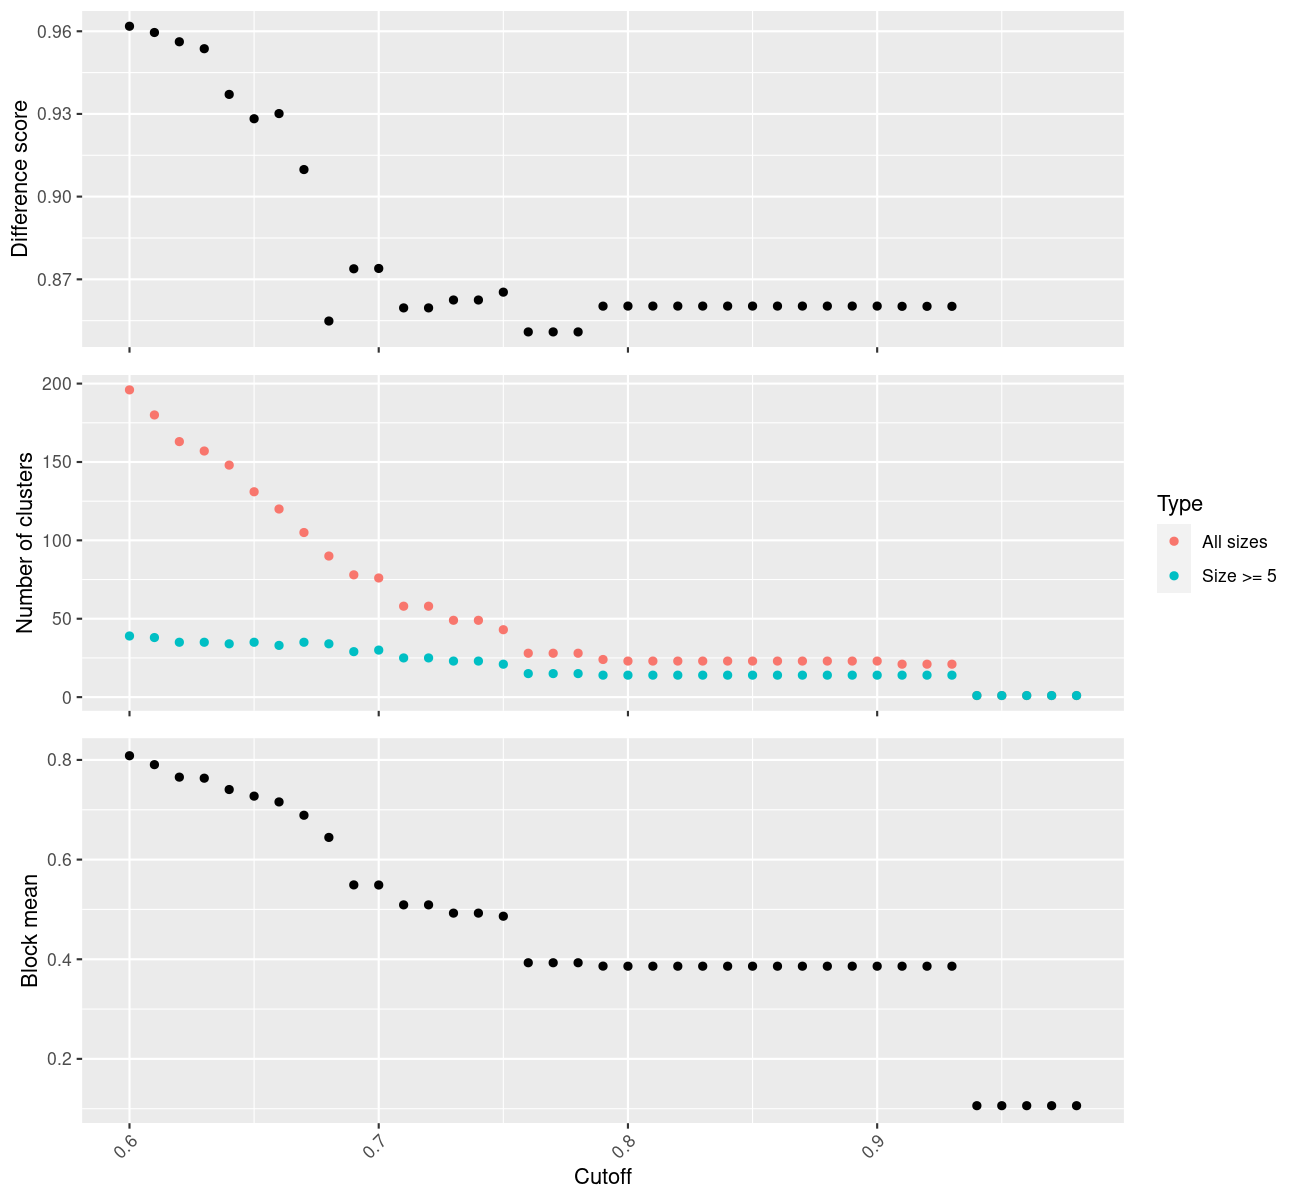 Difference score
0.96
0.93
0.90
0.87
Number of clusters
200
150
100
50
0
Type
All sizes
Size >= 5
Block mean
0.8
0.6
0.4
0.2
0.6 0.7 0.8 0.9
Cutoff